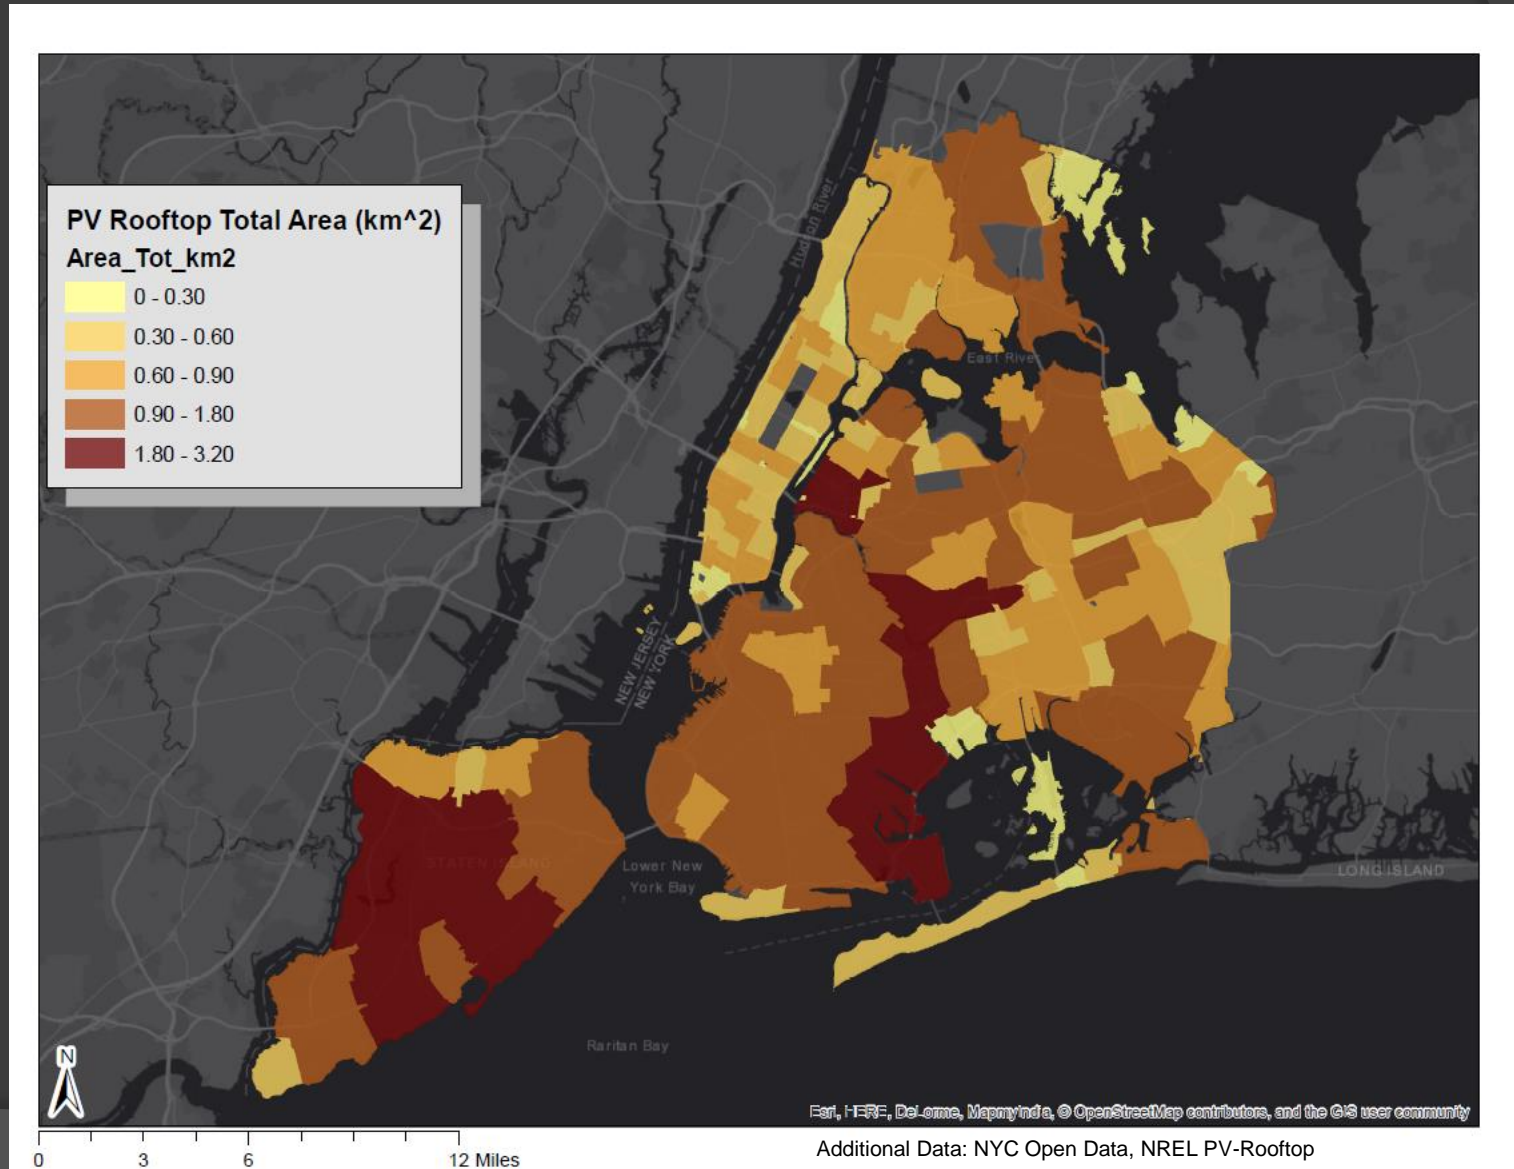 PV Rooftop Total Area (km^2)
Area_Tot_km2
0 - 0.30
0.30 - 0.60
0.60 - 0.90
0.90 - 1.80
1.80 - 3.20
Hudson River
East River
NEW JERSEY
NEW YORK
STATEN ISLAND
Lower New
York Bay
LONG ISLAND
Raritan Bay
N
Esri, HERE, DeLorme, MapmyIndia, © OpenStreetMap contributors, and the GIS user community
0 3 6 12 Miles
Additional Data: NYC Open Data, NREL PV-Rooftop